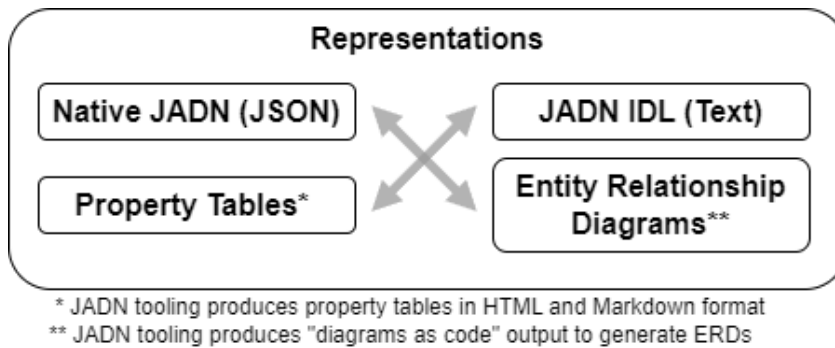 Representations
Native JADN (JSON)
JADN IDL (Text)
Property Tables*
Entity Relationship
Diagrams**
* JADN tooling produces property tables in HTML and Markdown format
** JADN tooling produces "diagrams as code" output to generate ERDs